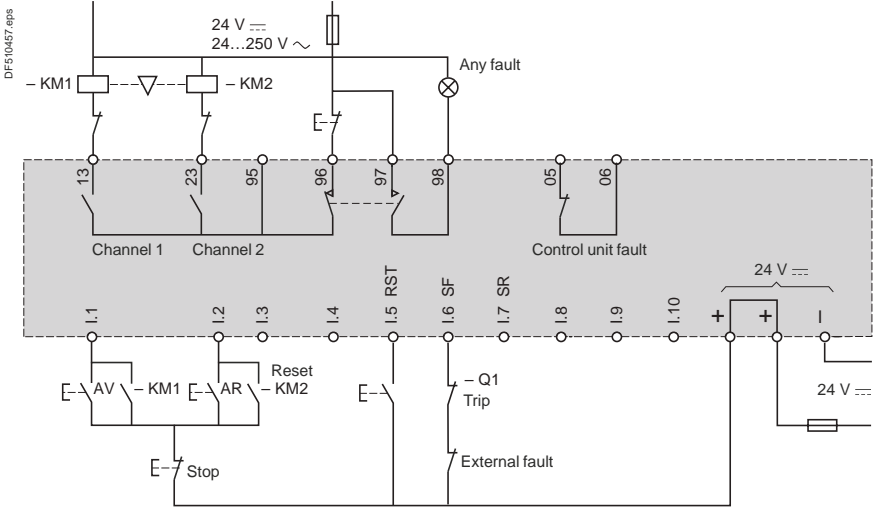 DF510457.eps
24 V ⎓
24...250 V ∼
Any fault
– KM1
– KM2
13
23
95
96
97
98
05
06
Channel 1
Channel 2
Control unit fault
24 V ⎓
I.1
I.2
I.3
I.4
I.5 RST
I.6 SF
I.7 SR
I.8
I.9
I.10
+
+
–
Reset
AV
– KM1
AR
– KM2
– Q1
Trip
24 V ⎓
Stop
External fault